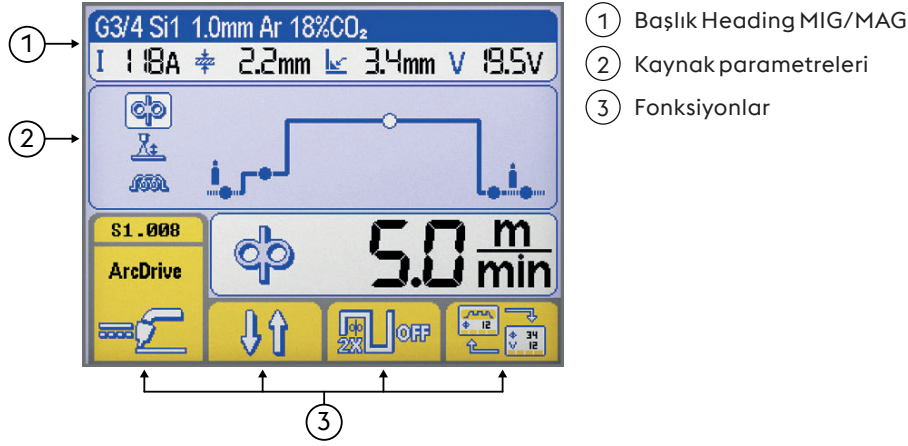 G3/4 Si1 1.0mm Ar 18%CO₂
I 118A 2.2mm 3.4mm V 19.5V
S1.008
ArcDrive
5.0 m/min
2X OFF
12
34
V 12
1
2
3
1 Başlık Heading MIG/MAG
2 Kaynak parametreleri
3 Fonksiyonlar